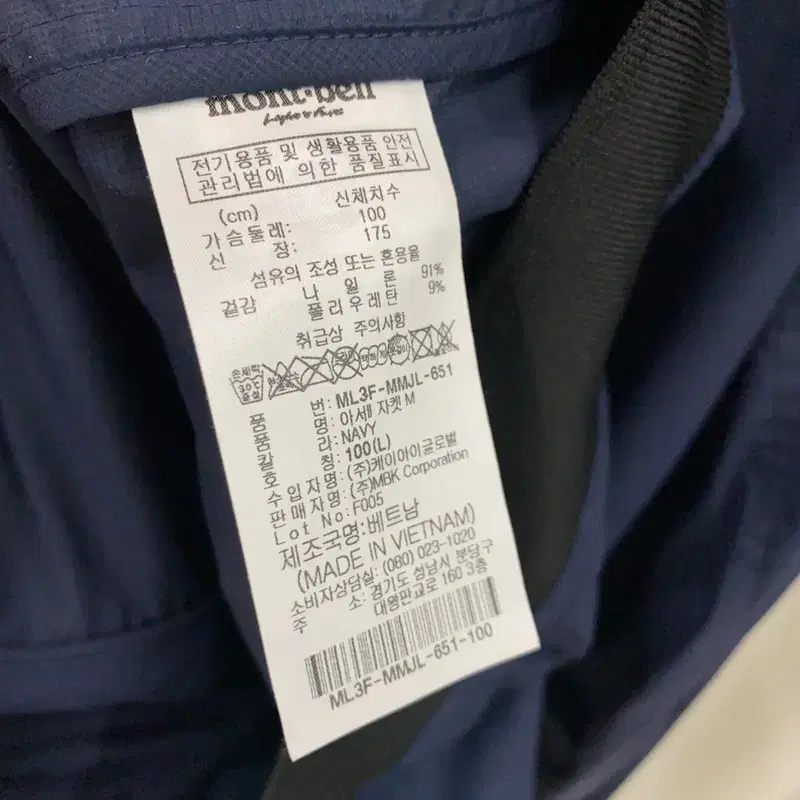 mont-bell
전기용품 및 생활용품 안전
관리법에 의한 품질표시
(cm) 신체치수
가슴둘레: 100
신 장: 175
섬유의 조성 또는 혼용율
겉감 나 일 론 91%
폴리우레탄 9%
취급상 주의사항
손세탁
30℃
중성
품 번: ML3F-MMJL-651
품 명: 아세 자켓 M
칼 라: NAVY
호 칭: 100(L)
수 입 자 명: (주)케이아이글로벌
판 매 자 명: (주)MBK Corporation
Lot No: F005
제조국명:베트남
(MADE IN VIETNAM)
소비자상담실: (080) 023-1020
주 소: 경기도 성남시 분당구
대왕판교로 160 3층
ML3F-MMJL-651-100